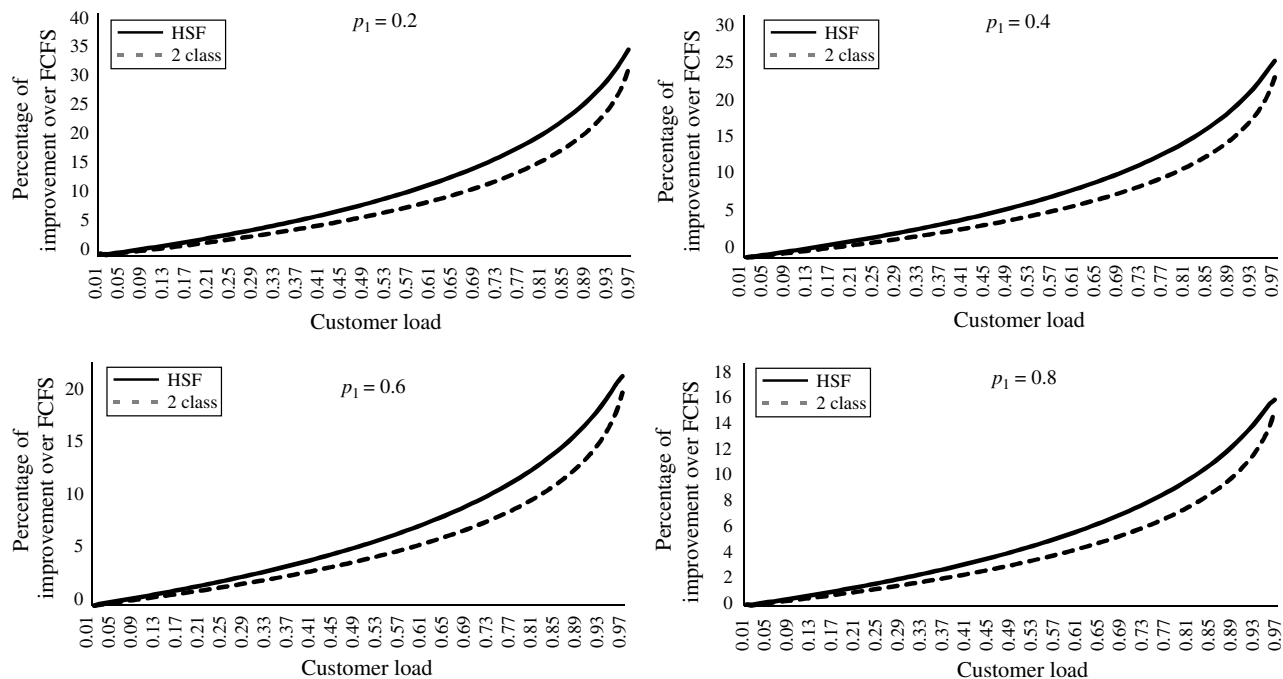 p₁ = 0.2
HSF
2 class
Percentage of
improvement over FCFS
40
35
30
25
20
15
10
5
0
0.01 0.05 0.09 0.13 0.17 0.21 0.25 0.29 0.33 0.37 0.41 0.45 0.49 0.53 0.57 0.61 0.65 0.69 0.73 0.77 0.81 0.85 0.89 0.93 0.97
Customer load
p₁ = 0.4
HSF
2 class
Percentage of
improvement over FCFS
30
25
20
15
10
5
0
0.01 0.05 0.09 0.13 0.17 0.21 0.25 0.29 0.33 0.37 0.41 0.45 0.49 0.53 0.57 0.61 0.65 0.69 0.73 0.77 0.81 0.85 0.89 0.93 0.97
Customer load
p₁ = 0.6
HSF
2 class
Percentage of
improvement over FCFS
20
15
10
5
0
0.01 0.05 0.09 0.13 0.17 0.21 0.25 0.29 0.33 0.37 0.41 0.45 0.49 0.53 0.57 0.61 0.65 0.69 0.73 0.77 0.81 0.85 0.89 0.93 0.97
Customer load
p₁ = 0.8
HSF
2 class
Percentage of
improvement over FCFS
18
16
14
12
10
8
6
4
2
0
0.01 0.05 0.09 0.13 0.17 0.21 0.25 0.29 0.33 0.37 0.41 0.45 0.49 0.53 0.57 0.61 0.65 0.69 0.73 0.77 0.81 0.85 0.89 0.93 0.97
Customer load